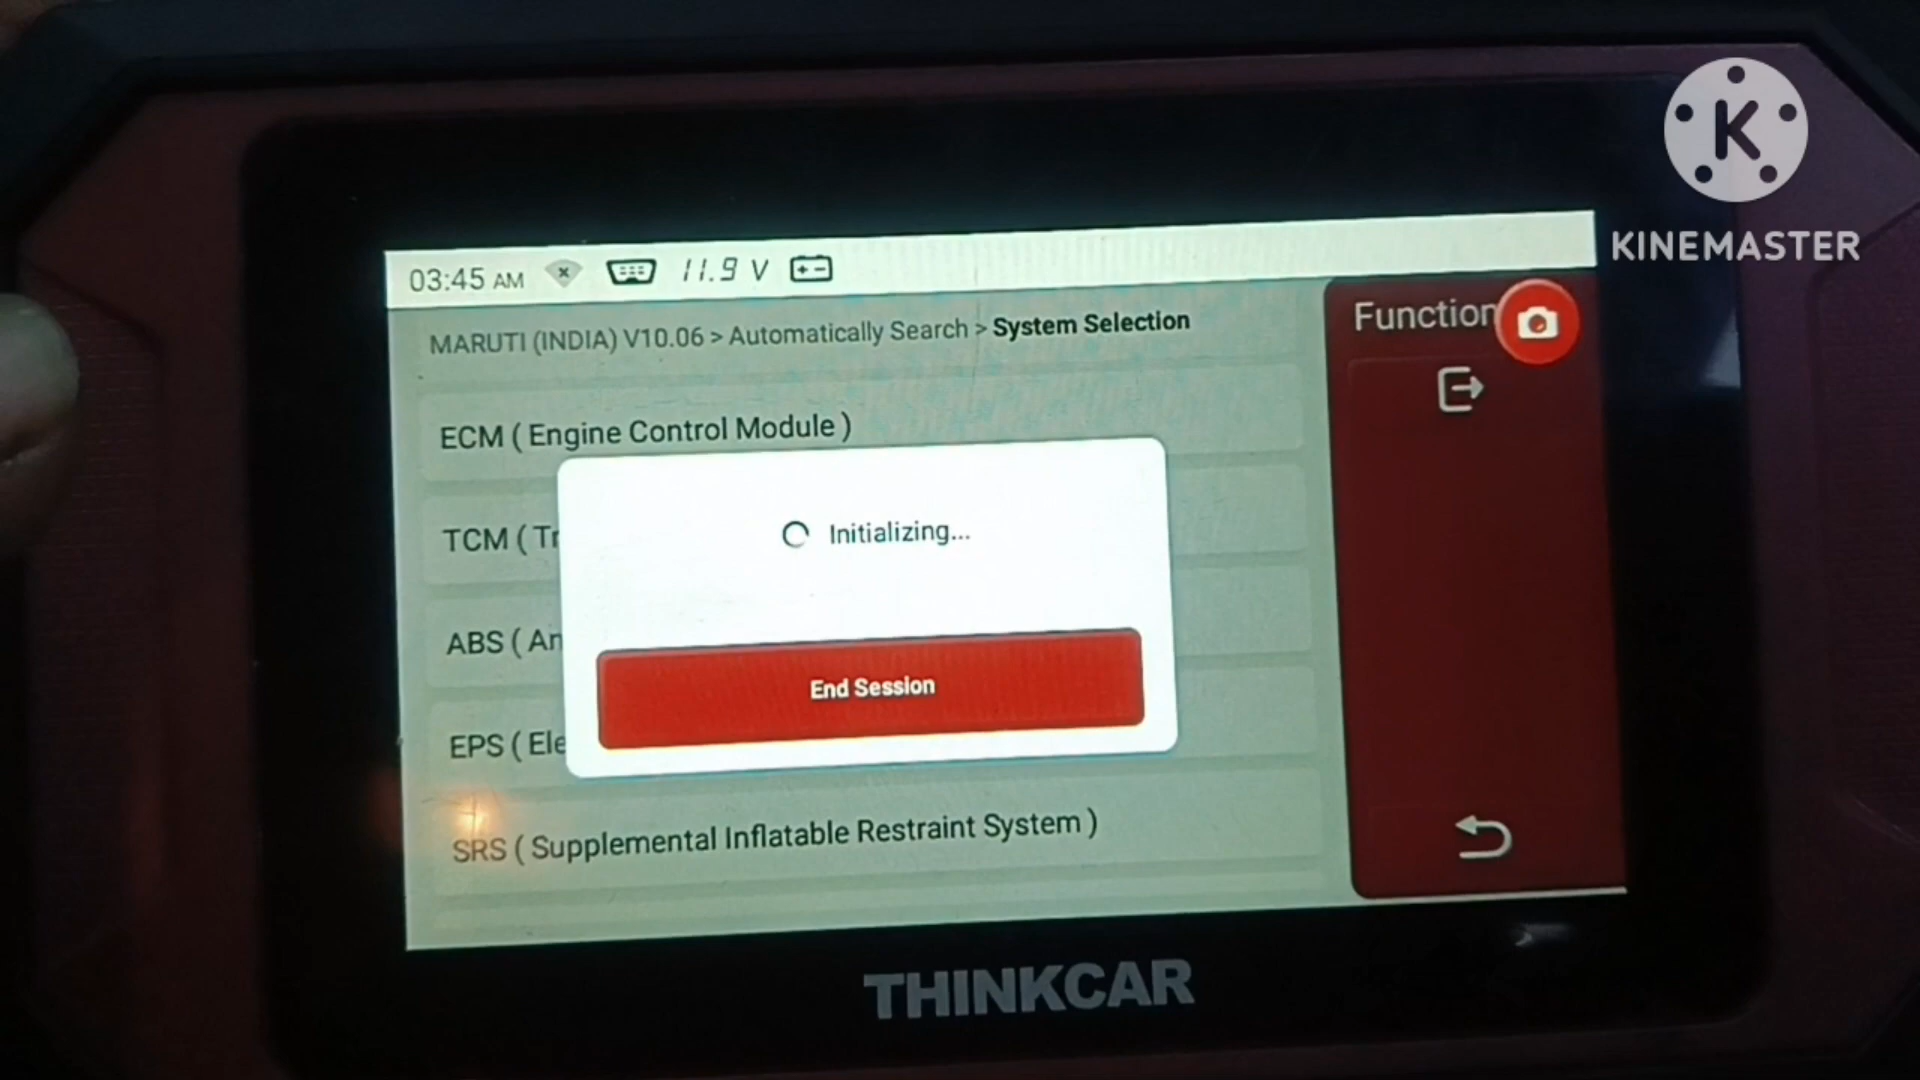 K
KINEMASTER
03:45 AM 11.9 V
MARUTI (INDIA) V10.06 > Automatically Search > System Selection
Function
ECM ( Engine Control Module )
TCM ( Tr
ABS ( An
EPS ( Ele
SRS ( Supplemental Inflatable Restraint System )
Initializing...
End Session
THINKCAR